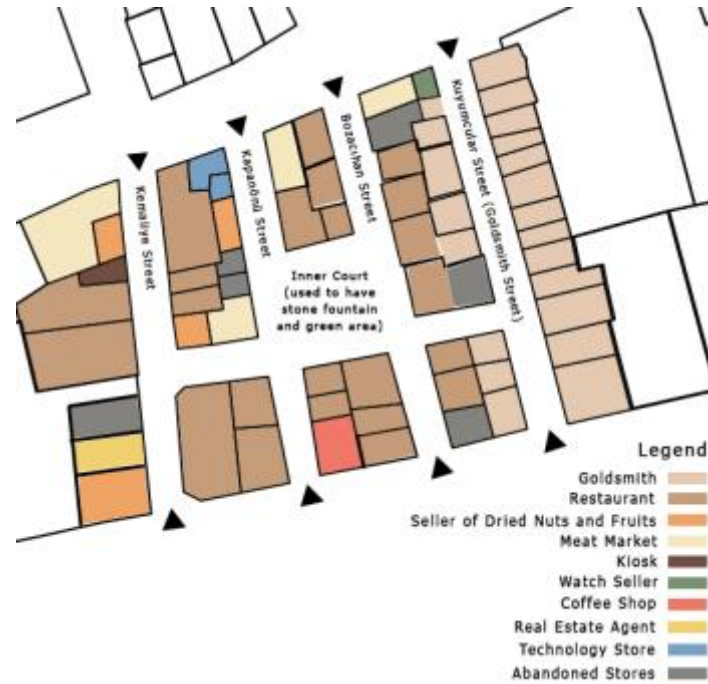 Kemaliye Street
Kapanönü Street
Bozacıhan Street
Kuyumcular Street (Goldsmith Street)
Inner Court
(used to have
stone fountain
and green area)
Legend
Goldsmith
Restaurant
Seller of Dried Nuts and Fruits
Meat Market
Kiosk
Watch Seller
Coffee Shop
Real Estate Agent
Technology Store
Abandoned Stores